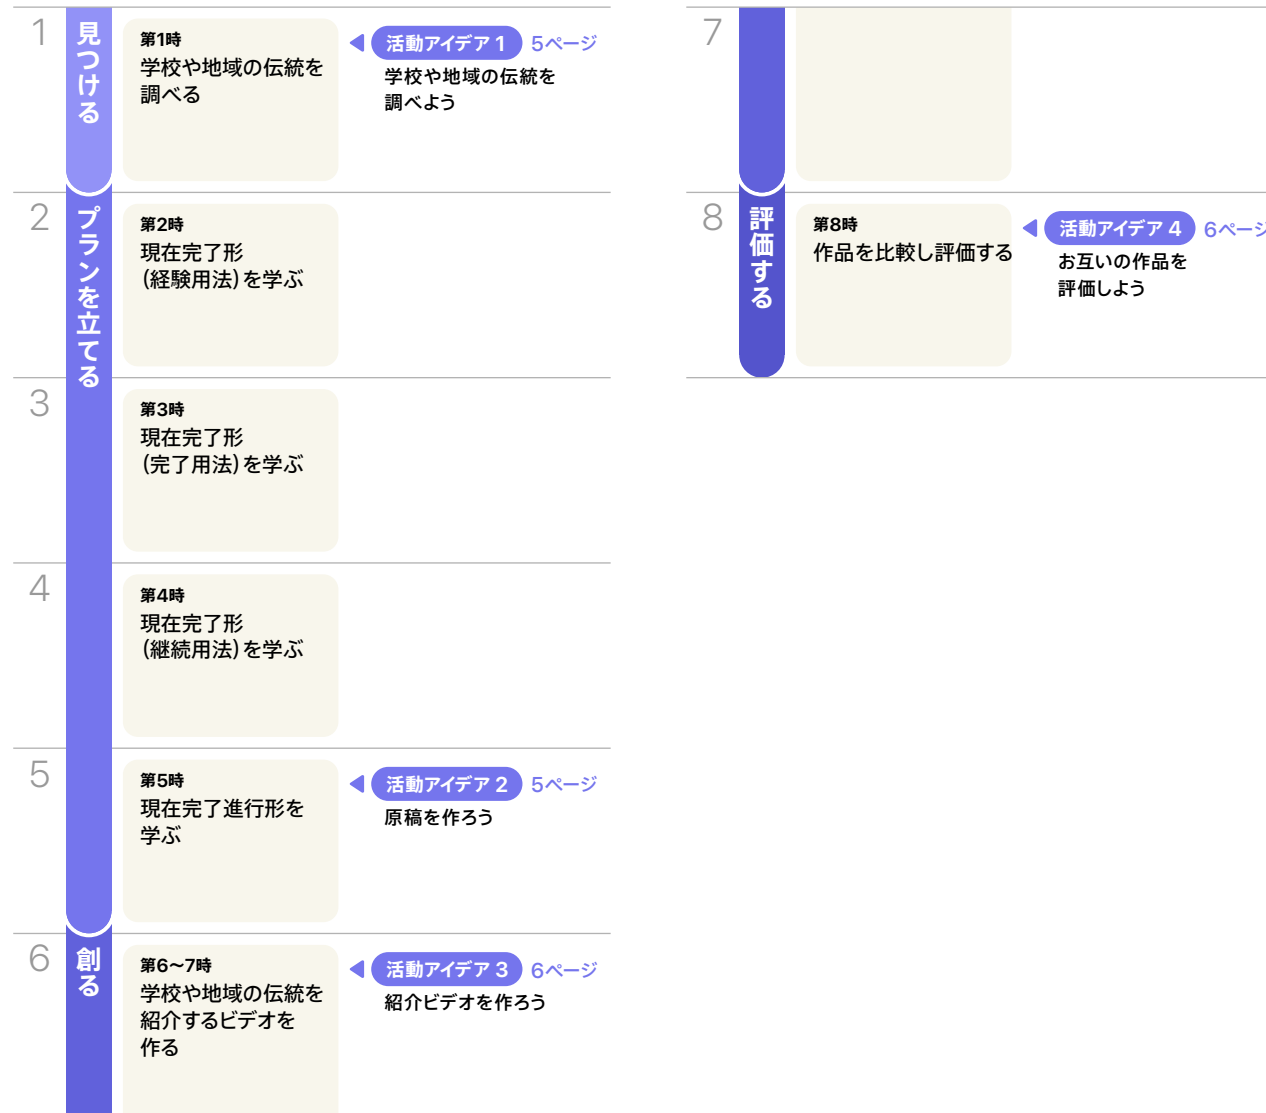 1
見つける
第1時
学校や地域の伝統を
調べる
活動アイデア 1 5ページ
学校や地域の伝統を
調べよう
2
プランを立てる
第2時
現在完了形
（経験用法）を学ぶ
3
第3時
現在完了形
（完了用法）を学ぶ
4
第4時
現在完了形
（継続用法）を学ぶ
5
第5時
現在完了進行形を
学ぶ
活動アイデア 2 5ページ
原稿を作ろう
6
創る
第6〜7時
学校や地域の伝統を
紹介するビデオを
作る
活動アイデア 3 6ページ
紹介ビデオを作ろう
7
8
評価する
第8時
作品を比較し評価する
活動アイデア 4 6ページ
お互いの作品を
評価しよう